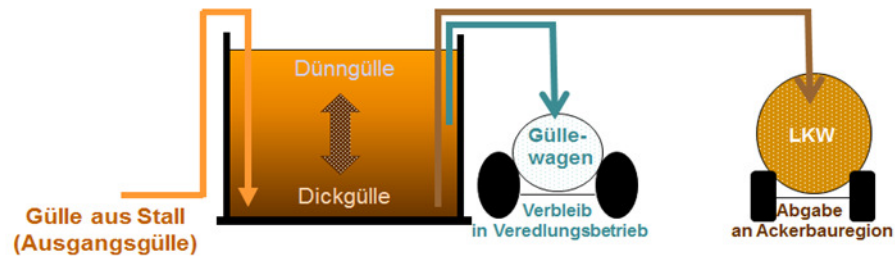 Dünngülle
Dickgülle
Gülle aus Stall
(Ausgangsgülle)
Gülle-
wagen
Verbleib
in Veredlungsbetrieb
LKW
Abgabe
an Ackerbauregion